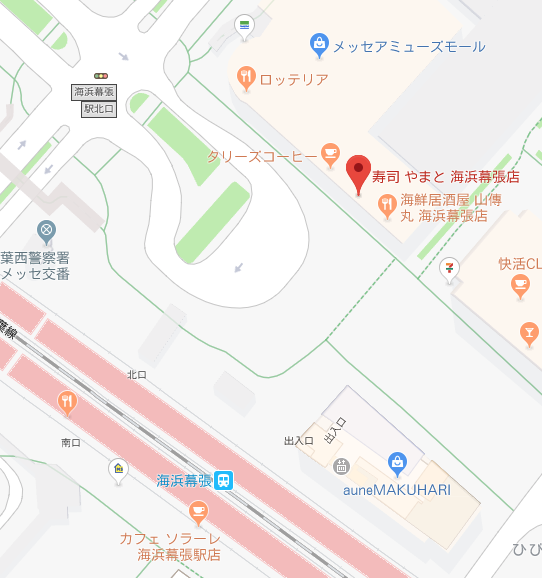 メッセアミューズモール
ロッテリア
海浜幕張
駅北口
タリーズコーヒー
寿司 やまと 海浜幕張店
海鮮居酒屋 山傳
丸 海浜幕張店
葉西警察署
メッセ交番
快活CL
7
葉線
北口
南口
出入口
出入口
海浜幕張
auneMAKUHARI
カフェ ソラーレ
海浜幕張駅店
ひび